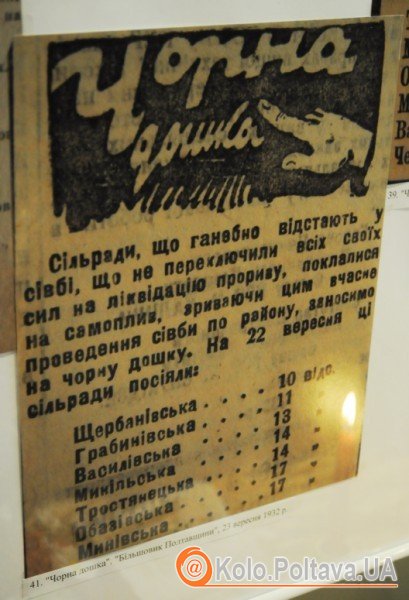 Чорна
дошка
Сільради, що ганебно відстають у
сівбі, що не переключили всіх своїх
сил на ліквідацію прориву, поклалися
на самоплив, зриваючи цим вчасне
проведення сівби по району, заносимо
на чорну дошку. На 22 вересня ці
сільради посіяли:
Щербанівська . . . . 10 відс.
Грабинівська . . . . 11 "
Василівська . . . . 13 "
Микільська . . . . 14 "
Тростянецька . . . . 14 "
Обазівська . . . . 17 "
Минівська . . . . 17 "
41. "Чорна дошка". "Більшовик Полтавщини", 23 вересня 1932 р.
39. "Ч
Kolo.Poltava.UA